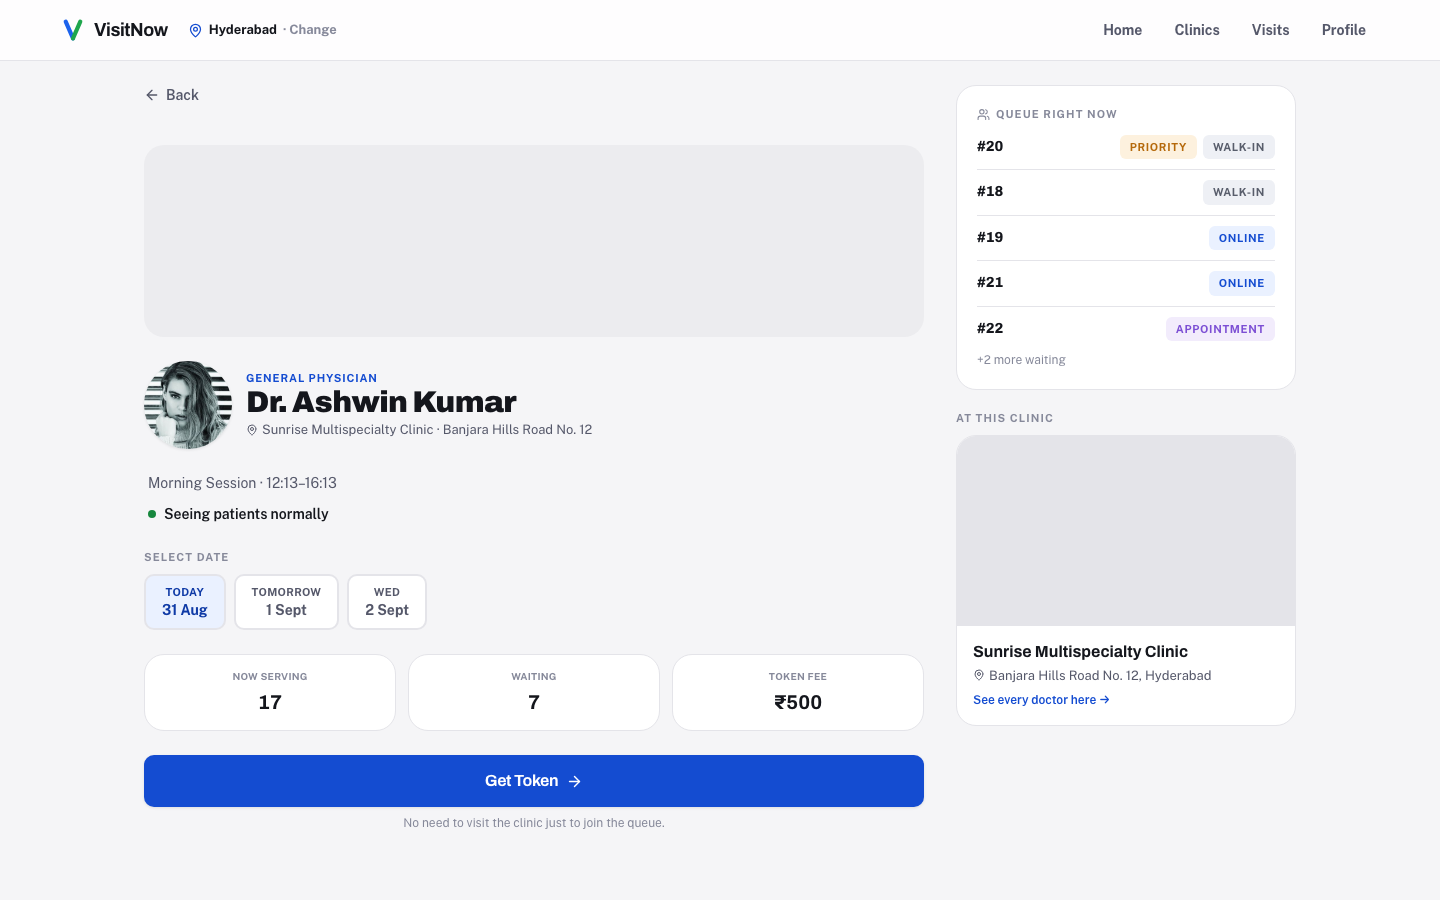 VisitNow
Hyderabad · Change
Home
Clinics
Visits
Profile
Back
GENERAL PHYSICIAN
Dr. Ashwin Kumar
Sunrise Multispecialty Clinic · Banjara Hills Road No. 12
Morning Session · 12:13–16:13
Seeing patients normally
SELECT DATE
TODAY
31 Aug
TOMORROW
1 Sept
WED
2 Sept
NOW SERVING
17
WAITING
7
TOKEN FEE
₹500
Get Token →
No need to visit the clinic just to join the queue.
QUEUE RIGHT NOW
#20 PRIORITY WALK-IN
#18 WALK-IN
#19 ONLINE
#21 ONLINE
#22 APPOINTMENT
+2 more waiting
AT THIS CLINIC
Sunrise Multispecialty Clinic
Banjara Hills Road No. 12, Hyderabad
See every doctor here →